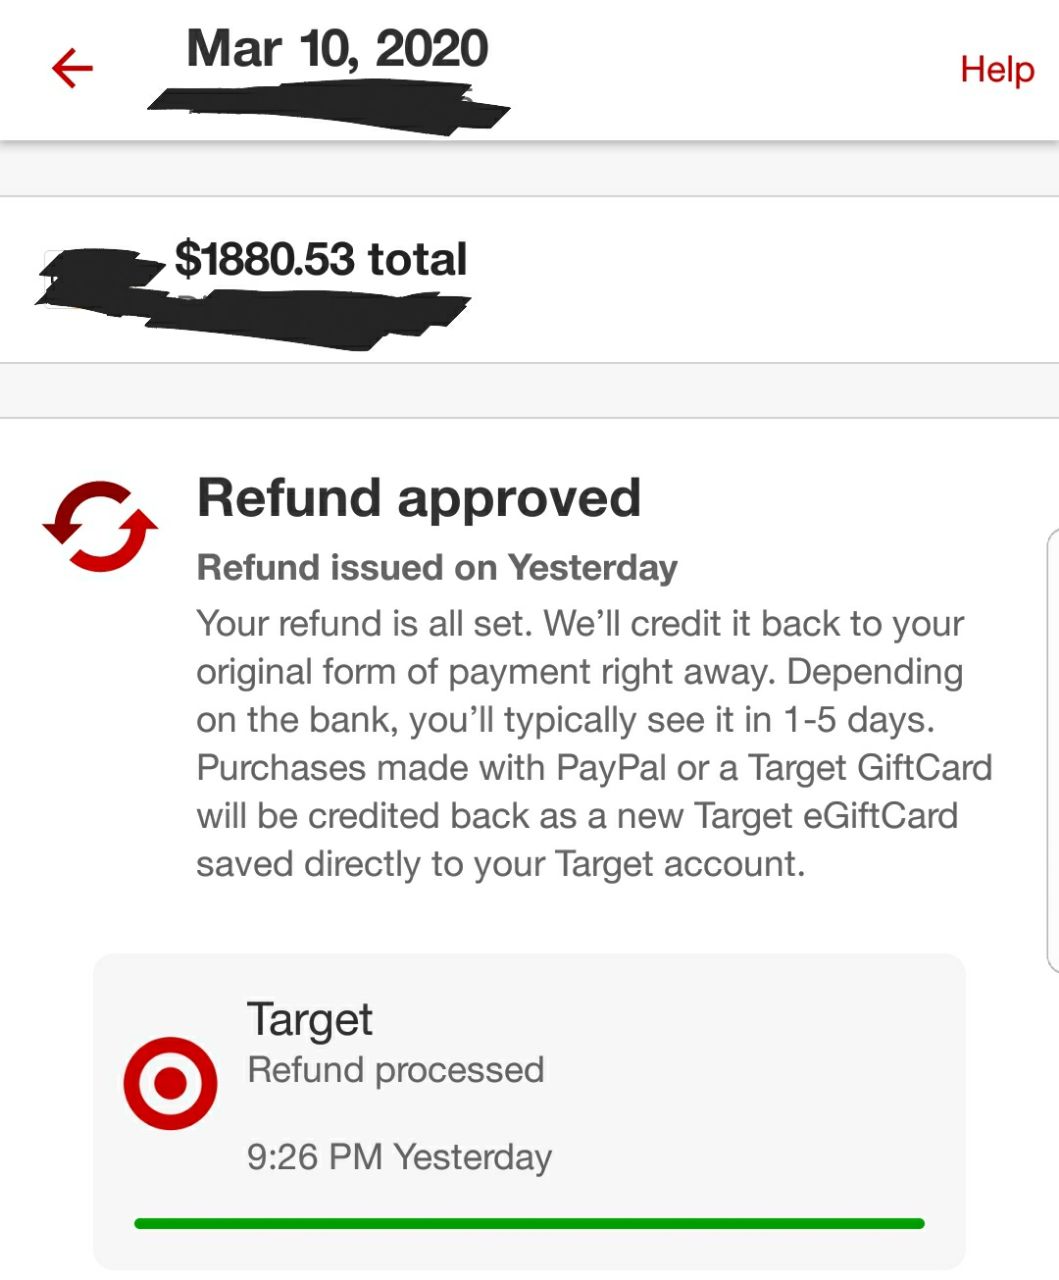 Mar 10, 2020
Help
$1880.53 total
Refund approved
Refund issued on Yesterday
Your refund is all set. We’ll credit it back to your
original form of payment right away. Depending
on the bank, you’ll typically see it in 1-5 days.
Purchases made with PayPal or a Target GiftCard
will be credited back as a new Target eGiftCard
saved directly to your Target account.
Target
Refund processed
9:26 PM Yesterday